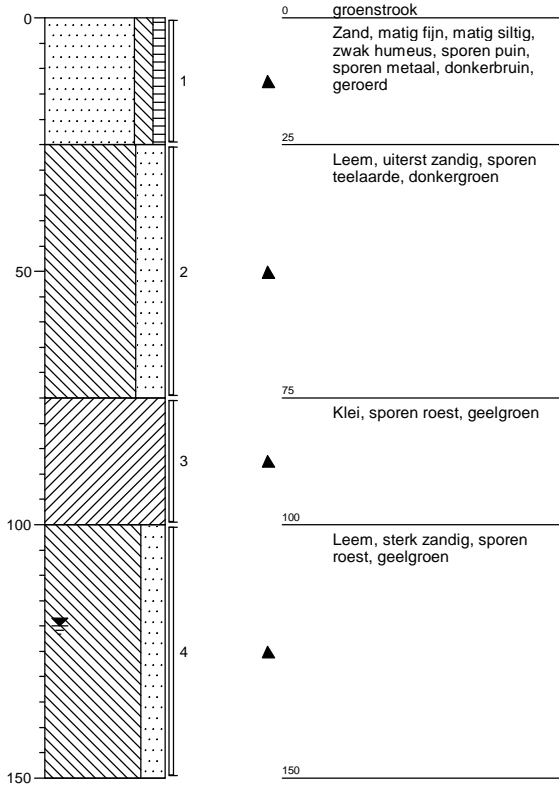 0
50
100
150
1
2
3
4
0
groenstrook
Zand, matig fijn, matig siltig,
zwak humeus, sporen puin,
sporen metaal, donkerbruin,
geroerd
25
Leem, uiterst zandig, sporen
teelaarde, donkergroen
75
Klei, sporen roest, geelgroen
100
Leem, sterk zandig, sporen
roest, geelgroen
150